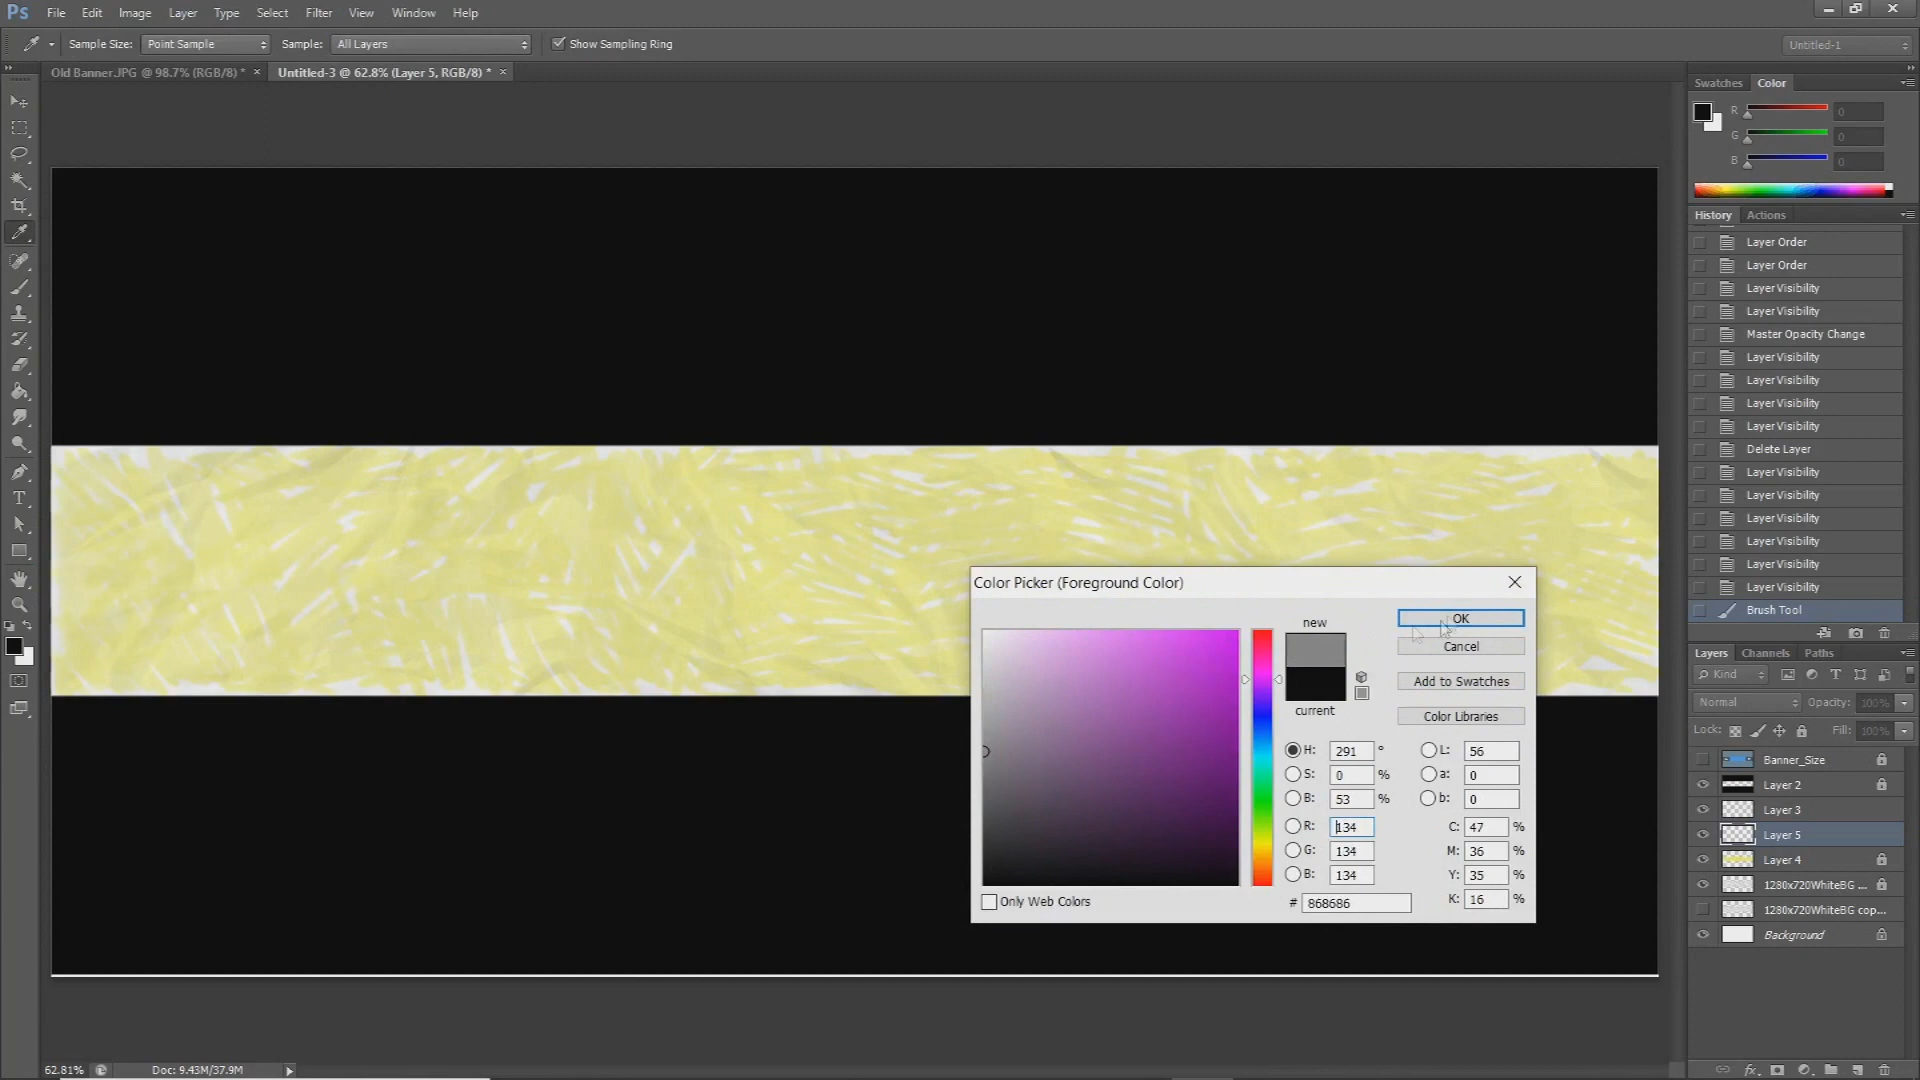 Ps File Edit Image Layer Type Select Filter View Window Help
Sample Size: Point Sample Sample: All Layers Show Sampling Ring Untitled-1
Old Banner.JPG @ 98.7% (RGB/8) * × Untitled-3 @ 62.8% (Layer 5, RGB/8) * ×
Swatches Color
R 0
G 0
B 0
History Actions
Layer Order
Layer Order
Layer Visibility
Layer Visibility
Master Opacity Change
Layer Visibility
Layer Visibility
Layer Visibility
Layer Visibility
Delete Layer
Layer Visibility
Layer Visibility
Layer Visibility
Layer Visibility
Layer Visibility
Layer Visibility
Brush Tool
Color Picker (Foreground Color)
new
current
OK
Cancel
Add to Swatches
Color Libraries
H: 291 ° L: 56
S: 0 % a: 0
B: 53 % b: 0
R: 134 C: 47 %
G: 134 M: 36 %
B: 134 Y: 35 %
# 868686 K: 16 %
Only Web Colors
Layers Channels Paths
Kind
Normal Opacity: 100%
Lock: Fill: 100%
Banner_Size
Layer 2
Layer 3
Layer 5
Layer 4
1280x720WhiteBG ...
1280x720WhiteBG cop...
Background
62.81% Doc: 9.43M/37.9M